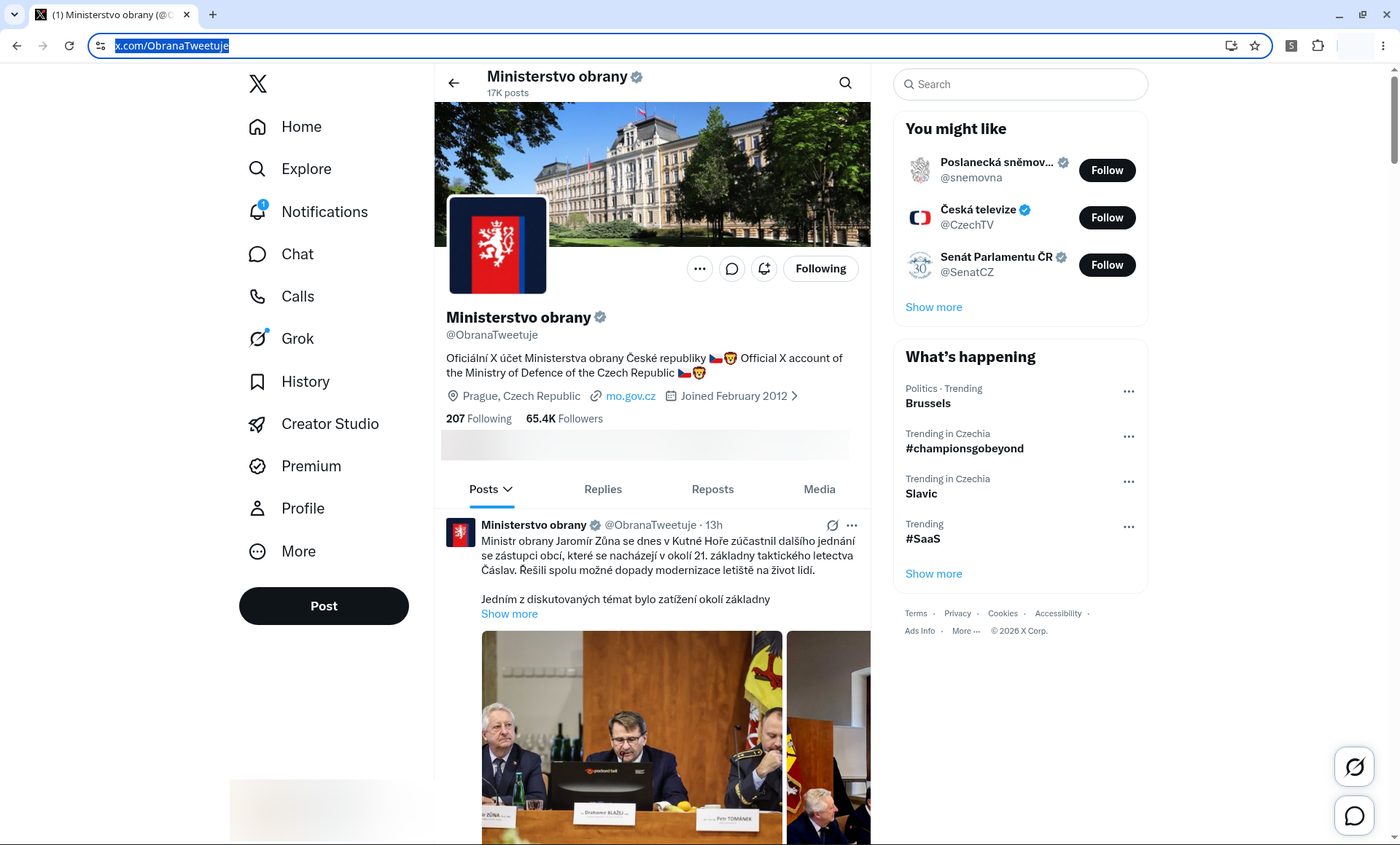 (1) Ministerstvo obrany (@O
x.com/ObranaTweetuje
S
Home
Explore
1
Notifications
Chat
Calls
Grok
History
Creator Studio
Premium
Profile
More
Post
Ministerstvo obrany
17K posts
Following
Ministerstvo obrany
@ObranaTweetuje
Oficiální X účet Ministerstva obrany České republiky 🇨🇿🦁 Official X account of
the Ministry of Defence of the Czech Republic 🇨🇿🦁
Prague, Czech Republic mo.gov.cz Joined February 2012
207 Following 65.4K Followers
Posts Replies Reposts Media
Ministerstvo obrany @ObranaTweetuje · 13h
Ministr obrany Jaromír Zůna se dnes v Kutné Hoře zúčastnil dalšího jednání
se zástupci obcí, které se nacházejí v okolí 21. základny taktického letectva
Čáslav. Řešili spolu možné dopady modernizace letiště na život lidí.
Jedním z diskutovaných témat bylo zatížení okolí základny
Show more
packard bell
ZŮNA
Drahomír BLAŽEJ
Petr TOMÁNEK
Search
You might like
Poslanecká sněmov...
@snemovna
Follow
Česká televize
@CzechTV
Follow
30
Senát Parlamentu ČR
@SenatCZ
Follow
Show more
What's happening
Politics · Trending
Brussels
Trending in Czechia
#championsgobeyond
Trending in Czechia
Slavic
Trending
#SaaS
Show more
Terms · Privacy · Cookies · Accessibility ·
Ads Info · More ··· © 2026 X Corp.